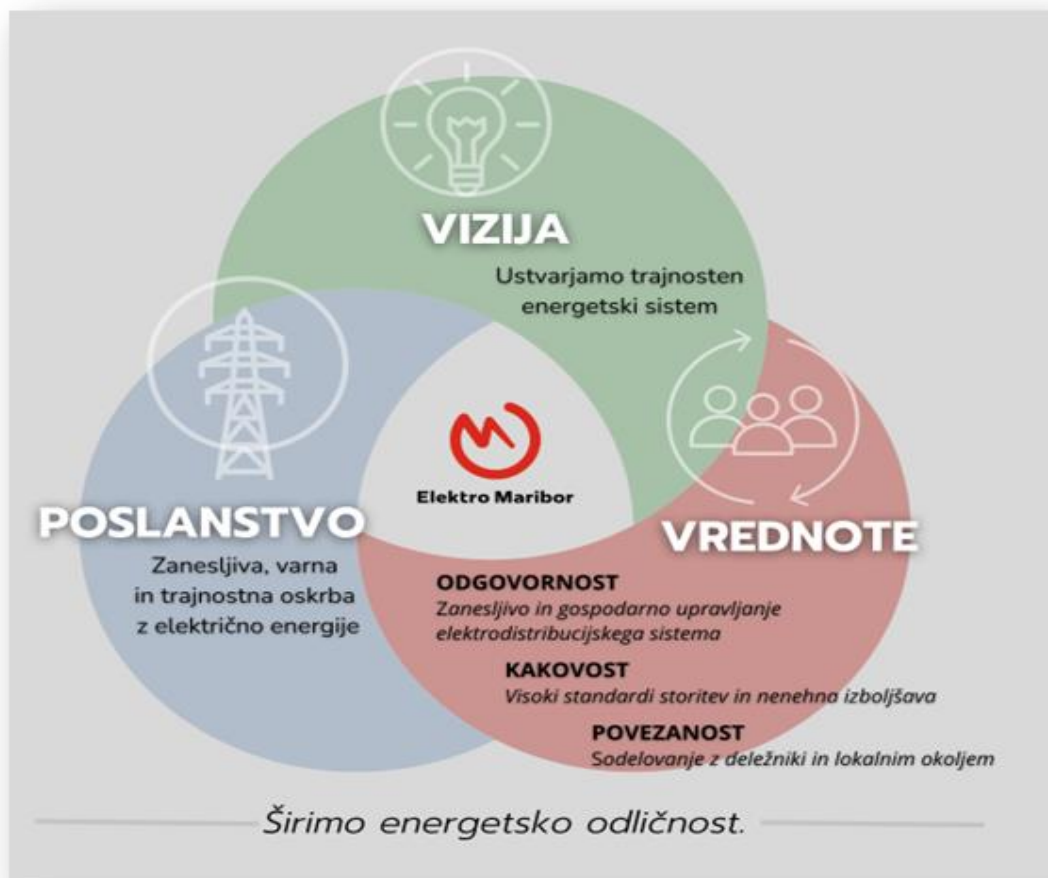 VIZIJA
Ustvarjamo trajnosten
energetski sistem
Elektro Maribor
POSLANSTVO
Zanesljiva, varna
in trajnostna oskrba
z električno energije
VREDNOTE
ODGOVORNOST
Zanesljivo in gospodarno upravljanje
elektrodistribucijskega sistema
KAKOVOST
Visoki standardi storitev in nenehna izboljšava
POVEZANOST
Sodelovanje z deležniki in lokalnim okoljem
Širimo energetsko odličnost.